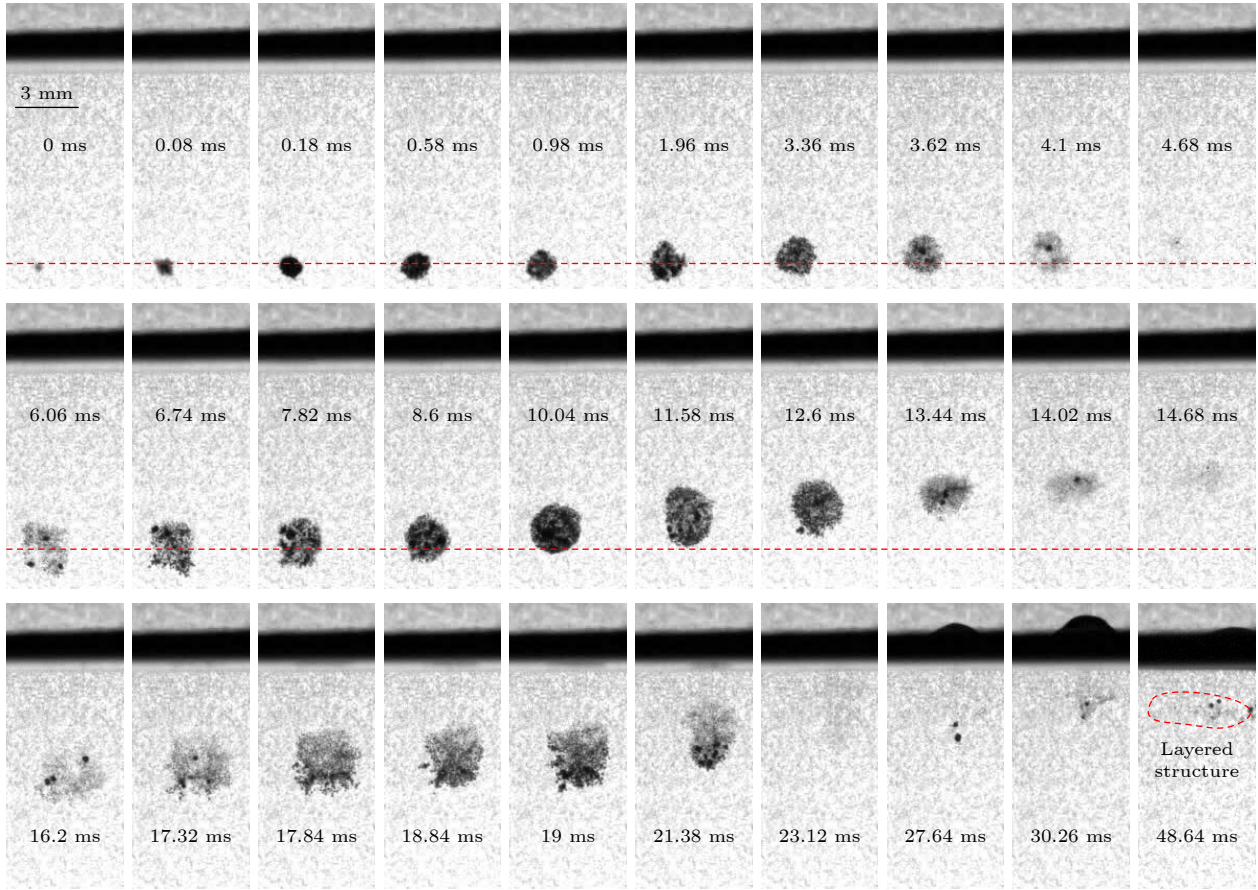 3 mm
0 ms
0.08 ms
0.18 ms
0.58 ms
0.98 ms
1.96 ms
3.36 ms
3.62 ms
4.1 ms
4.68 ms
6.06 ms
6.74 ms
7.82 ms
8.6 ms
10.04 ms
11.58 ms
12.6 ms
13.44 ms
14.02 ms
14.68 ms
Layered
structure
16.2 ms
17.32 ms
17.84 ms
18.84 ms
19 ms
21.38 ms
23.12 ms
27.64 ms
30.26 ms
48.64 ms